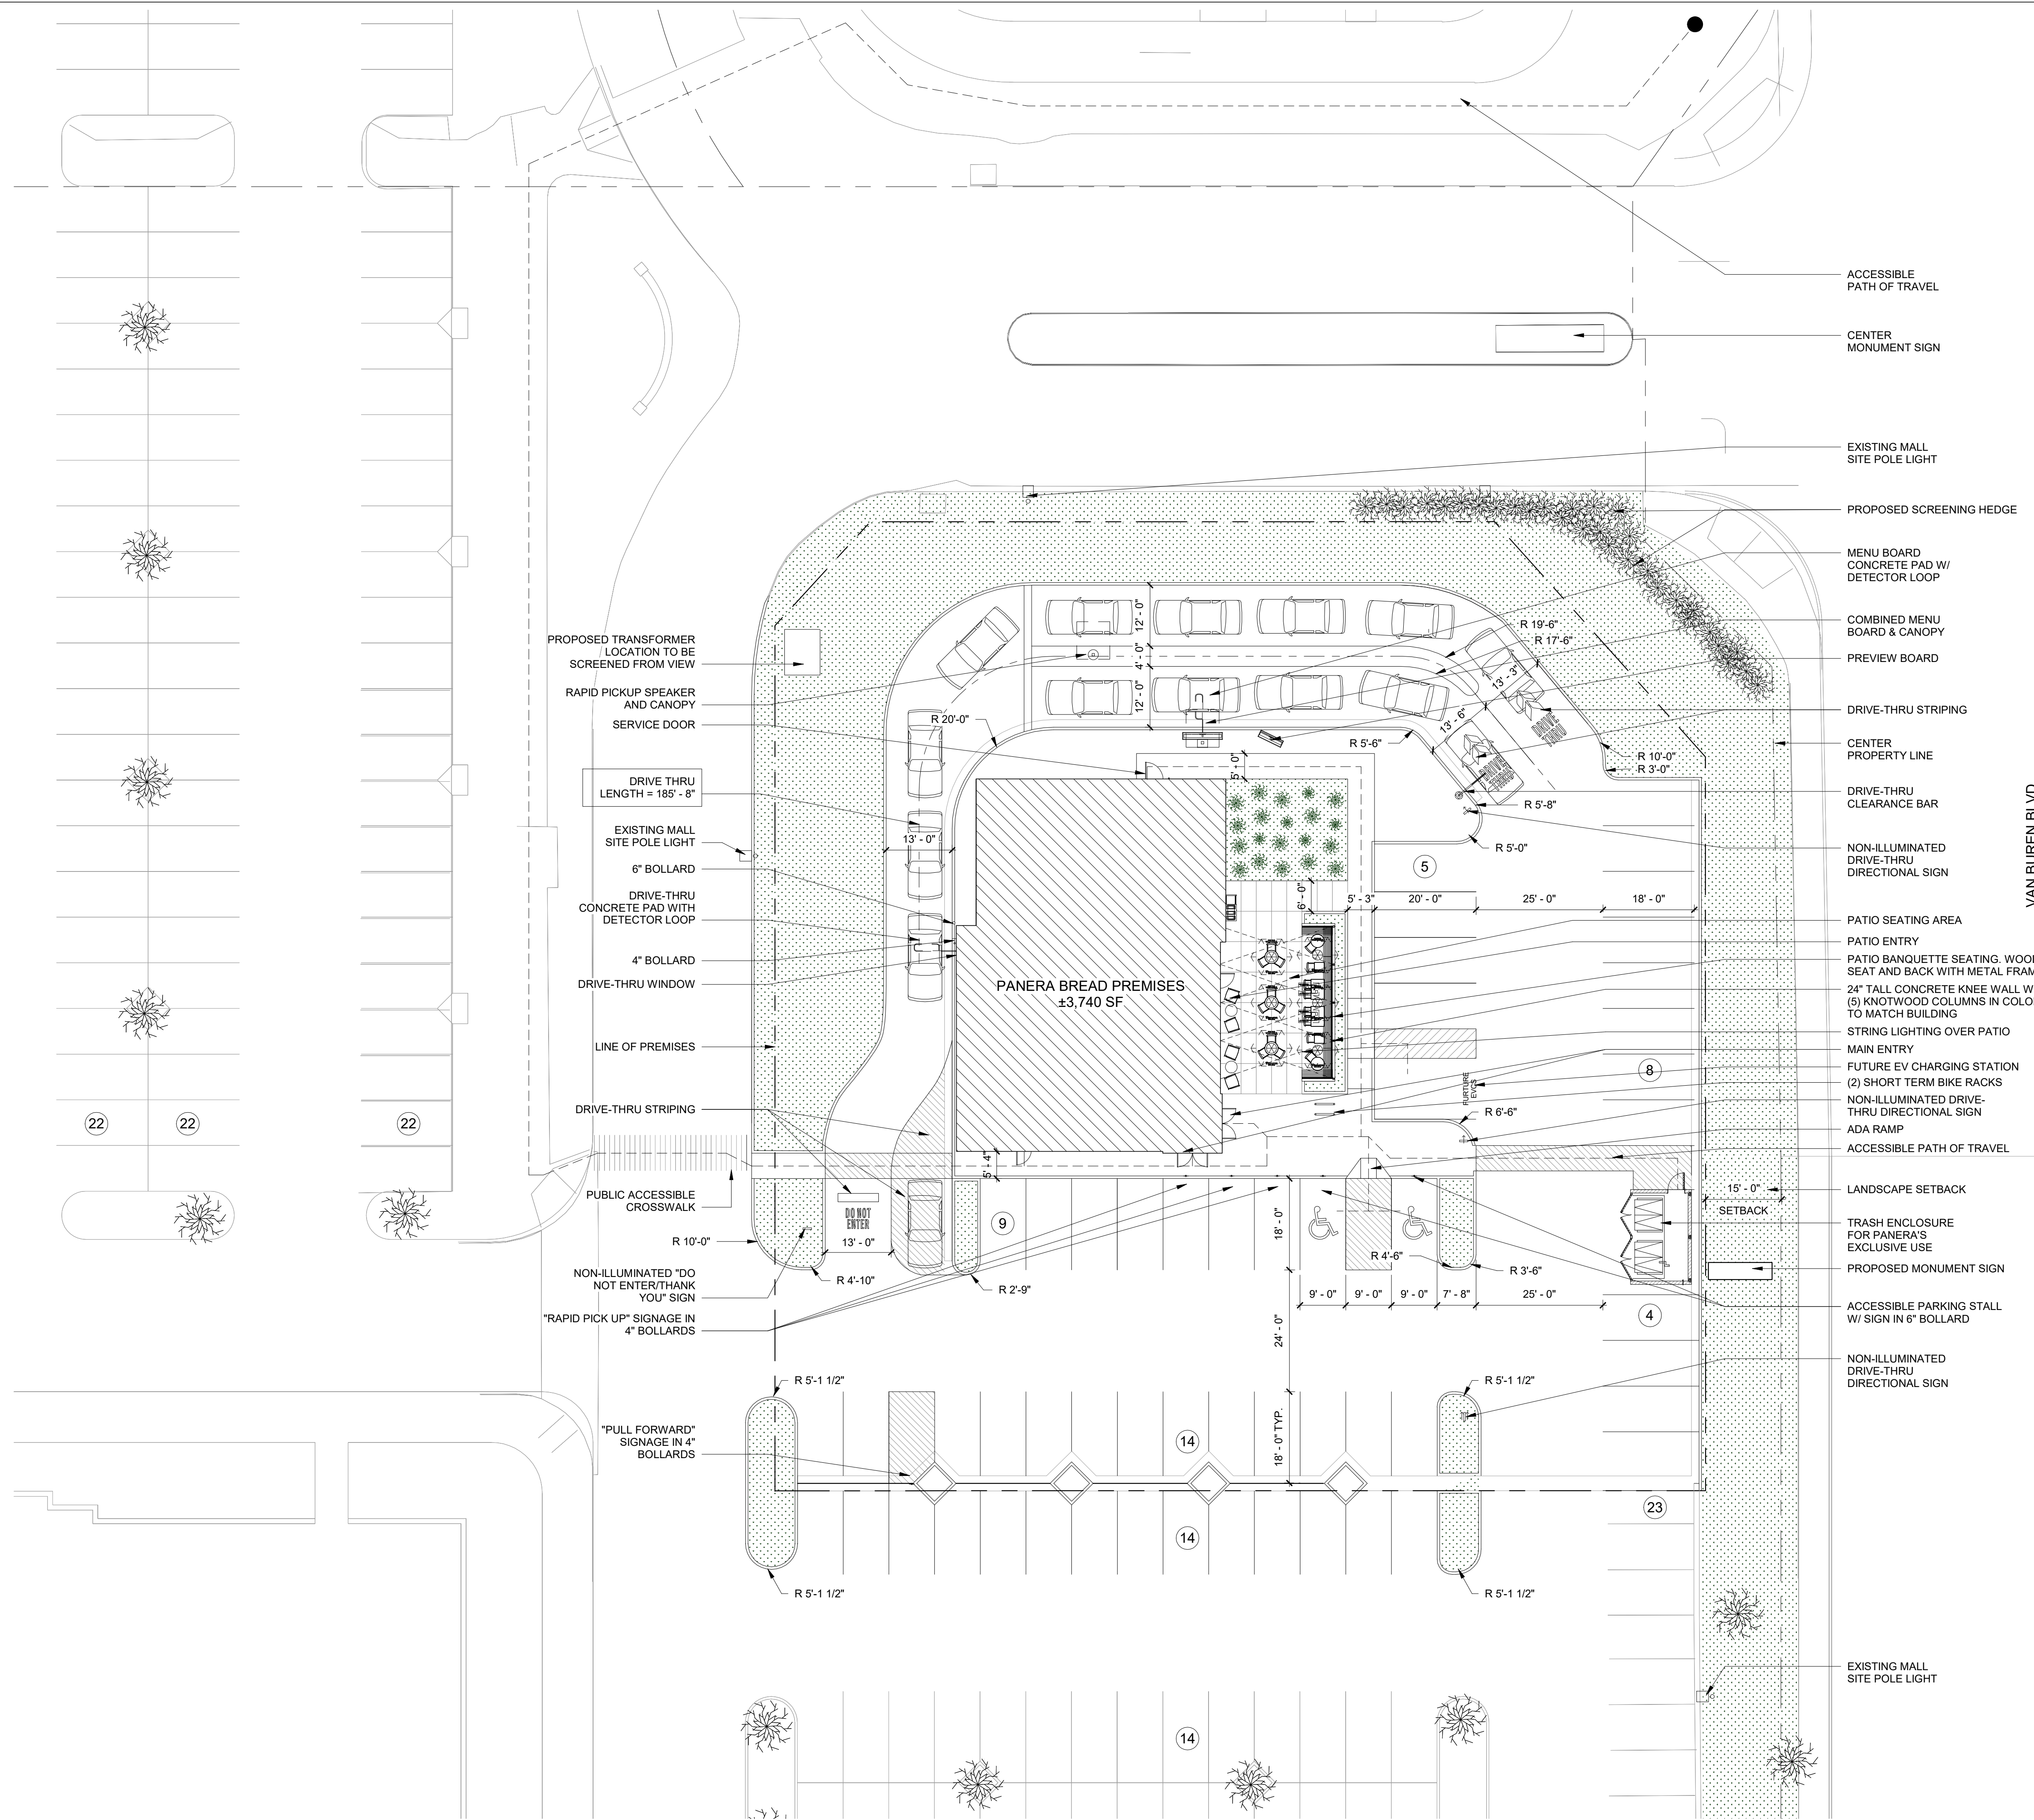 ACCESSIBLE
PATH OF TRAVEL
CENTER
MONUMENT SIGN
EXISTING MALL
SITE POLE LIGHT
PROPOSED SCREENING HEDGE
MENU BOARD
CONCRETE PAD W/
DETECTOR LOOP
COMBINED MENU
BOARD & CANOPY
PREVIEW BOARD
DRIVE-THRU STRIPING
CENTER
PROPERTY LINE
DRIVE-THRU
CLEARANCE BAR
NON-ILLUMINATED
DRIVE-THRU
DIRECTIONAL SIGN
PATIO SEATING AREA
PATIO ENTRY
PATIO BANQUETTE SEATING. WOOD
SEAT AND BACK WITH METAL FRAM
24" TALL CONCRETE KNEE WALL W
(5) KNOTWOOD COLUMNS IN COLO
TO MATCH BUILDING
STRING LIGHTING OVER PATIO
MAIN ENTRY
FUTURE EV CHARGING STATION
(2) SHORT TERM BIKE RACKS
NON-ILLUMINATED DRIVE-
THRU DIRECTIONAL SIGN
ADA RAMP
ACCESSIBLE PATH OF TRAVEL
LANDSCAPE SETBACK
TRASH ENCLOSURE
FOR PANERA'S
EXCLUSIVE USE
PROPOSED MONUMENT SIGN
ACCESSIBLE PARKING STALL
W/ SIGN IN 6" BOLLARD
NON-ILLUMINATED
DRIVE-THRU
DIRECTIONAL SIGN
EXISTING MALL
SITE POLE LIGHT
VAN BUREN BLVD
PROPOSED TRANSFORMER
LOCATION TO BE
SCREENED FROM VIEW
RAPID PICKUP SPEAKER
AND CANOPY
SERVICE DOOR
DRIVE THRU
LENGTH = 185' - 8"
EXISTING MALL
SITE POLE LIGHT
6" BOLLARD
DRIVE-THRU
CONCRETE PAD WITH
DETECTOR LOOP
4" BOLLARD
DRIVE-THRU WINDOW
LINE OF PREMISES
DRIVE-THRU STRIPING
PUBLIC ACCESSIBLE
CROSSWALK
R 10'-0"
NON-ILLUMINATED "DO
NOT ENTER/THANK
YOU" SIGN
"RAPID PICK UP" SIGNAGE IN
4" BOLLARDS
"PULL FORWARD"
SIGNAGE IN 4"
BOLLARDS
12' - 0"
4' - 0"
12' - 0"
R 19'-6"
R 17'-6"
13' - 3"
13' - 6"
DRIVE
THRU
DRIVE
THRU
R 20'-0"
R 5'-6"
R 10'-0"
R 3'-0"
5' - 0"
R 5'-8"
R 5'-0"
13' - 0"
5
6' - 0"
5' - 3"
20' - 0"
25' - 0"
18' - 0"
PANERA BREAD PREMISES
±3,740 SF
8
FURTURE
EVCS
R 6'-6"
22
22
22
5' - 4"
15' - 0"
SETBACK
DO NOT
ENTER
13' - 0"
9
18' - 0"
R 4'-10"
R 2'-9"
R 4'-6"
R 3'-6"
9' - 0"
9' - 0"
9' - 0"
7' - 8"
25' - 0"
4
24' - 0"
R 5'-1 1/2"
R 5'-1 1/2"
18' - 0" TYP.
14
23
14
R 5'-1 1/2"
R 5'-1 1/2"
14